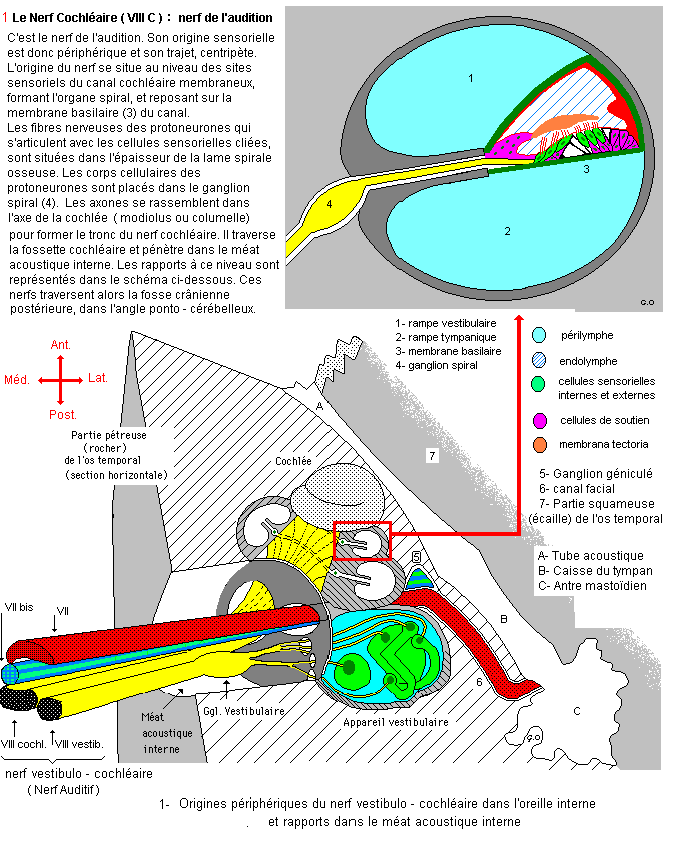 1 Le Nerf Cochléaire ( VIII C ) : nerf de l'audition
C'est le nerf de l'audition. Son origine sensorielle
est donc périphérique et son trajet, centripète.
L'origine du nerf se situe au niveau des sites
sensoriels du canal cochléaire membraneux,
formant l'organe spiral, et reposant sur la
membrane basilaire (3) du canal.
Les fibres nerveuses des protoneurones qui
s'articulent avec les cellules sensorielles cliées,
sont situées dans l'épaisseur de la lame spirale
osseuse. Les corps cellulaires des
protoneurones sont placés dans le ganglion
spiral (4). Les axones se rassemblent dans
l'axe de la cochlée ( modiolus ou columelle)
pour former le tronc du nerf cochléaire. Il traverse
la fossette cochléaire et pénètre dans le méat
acoustique interne. Les rapports à ce niveau sont
représentés dans le schéma ci-dessous. Ces
nerfs traversent alors la fosse crânienne
postérieure, dans l'angle ponto - cérébelleux.
1
2
3
4
G.O
1- rampe vestibulaire
2- rampe tympanique
3- membrane basilaire
4- ganglion spiral
périlymphe
endolymphe
cellules sensorielles
internes et externes
cellules de soutien
membrana tectoria
5- Ganglion géniculé
6- canal facial
7- Partie squameuse
(écaille) de l'os temporal
A- Tube acoustique
B- Caisse du tympan
C- Antre mastoïdien
Ant.
Méd.
Lat.
Post.
Partie pétreuse
(rocher)
de l'os temporal
(section horizontale)
Cochlée
A
7
5
B
6
C
G.O
VII bis
VII
Ggl. Vestibulaire
Appareil vestibulaire
Méat
acoustique
interne
VIII cochl.
VIII vestib.
nerf vestibulo - cochléaire
( Nerf Auditif )
1- Origines périphériques du nerf vestibulo - cochléaire dans l'oreille interne
. et rapports dans le méat acoustique interne